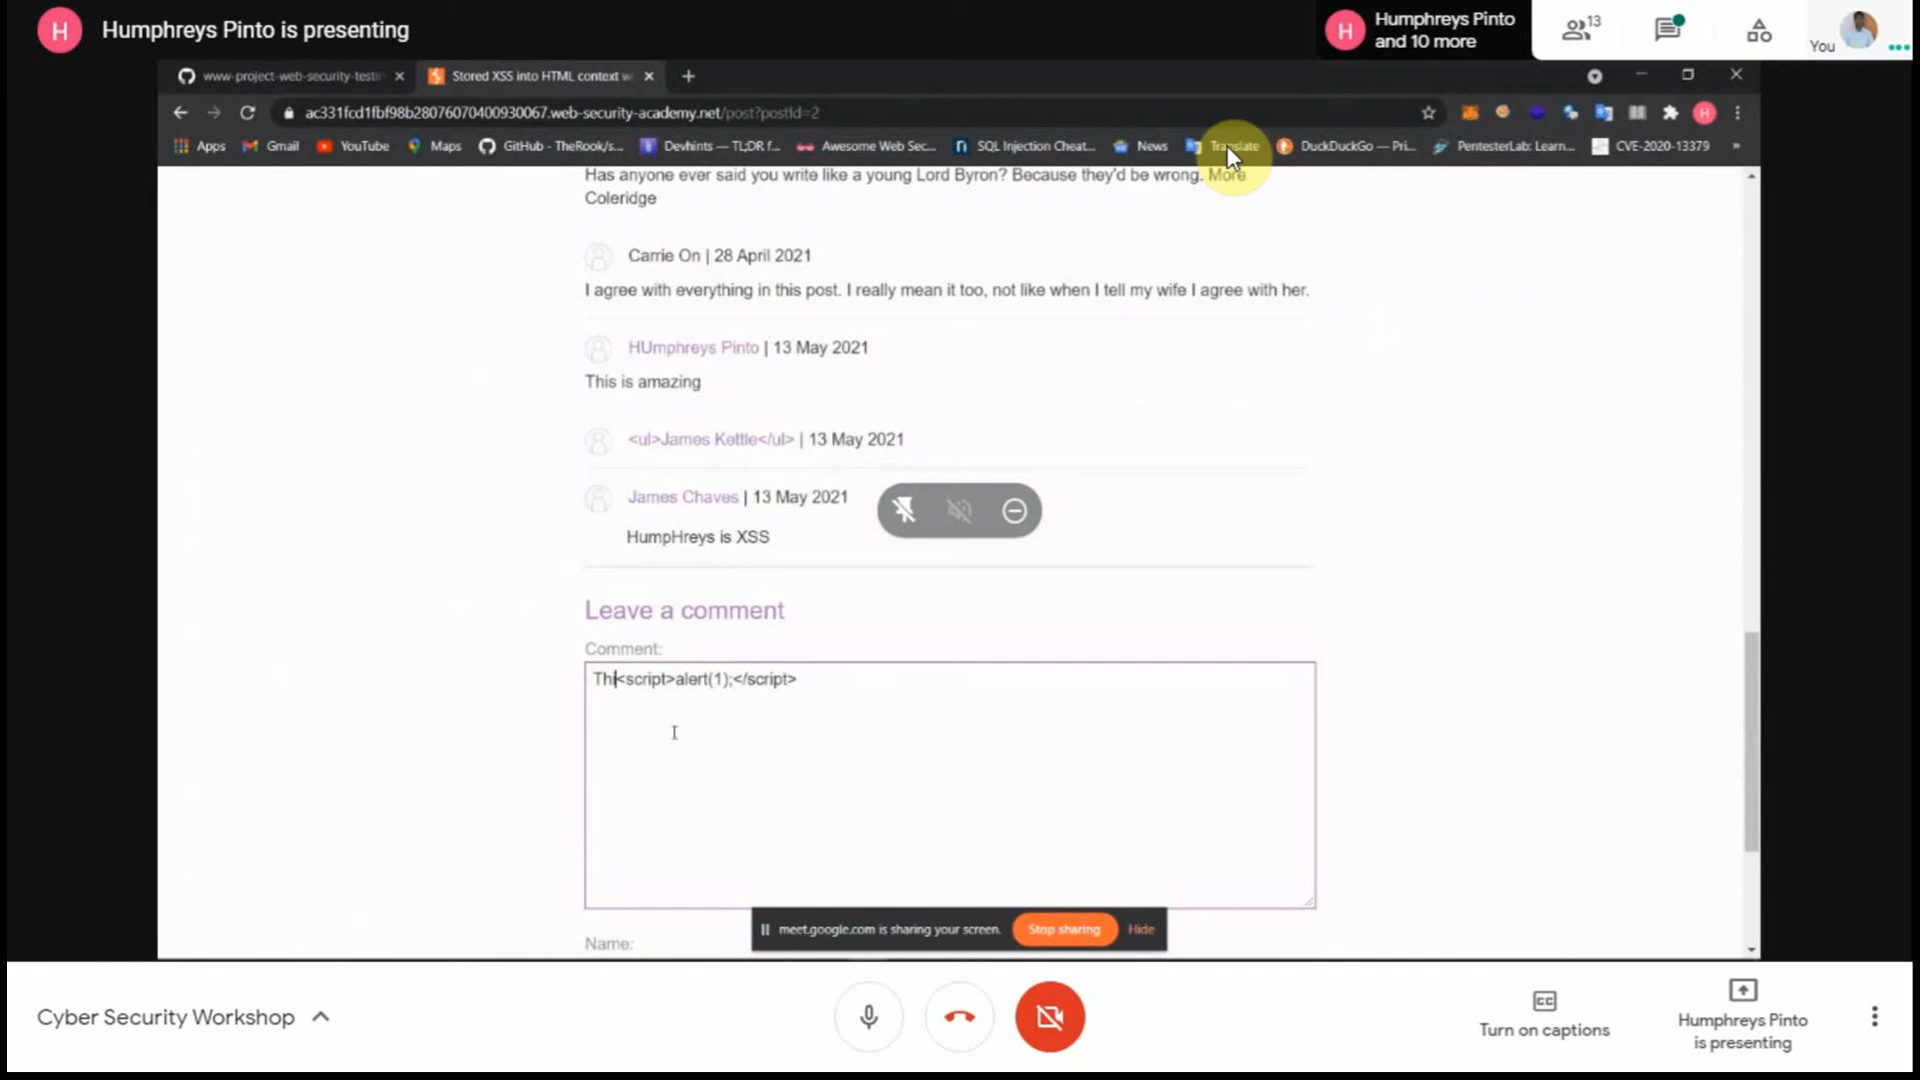 H Humphreys Pinto is presenting
H Humphreys Pinto
and 10 more
13
You
www-project-web-security-testin
Stored XSS into HTML context w
ac331fcd1fbf98b28076070400930067.web-security-academy.net/post?postId=2
H
Apps Gmail YouTube Maps GitHub - TheRook/s... Devhints — TL;DR f... Awesome Web Sec... SQL Injection Cheat... News Translate DuckDuckGo — Pri... PentesterLab: Learn... CVE-2020-13379 »
Has anyone ever said you write like a young Lord Byron? Because they'd be wrong. More
Coleridge
Carrie On | 28 April 2021
I agree with everything in this post. I really mean it too, not like when I tell my wife I agree with her.
HUmphreys Pinto | 13 May 2021
This is amazing
<ul>James Kettle</ul> | 13 May 2021
James Chaves | 13 May 2021
HumpHreys is XSS
Leave a comment
Comment:
Thi<script>alert(1);</script>
meet.google.com is sharing your screen. Stop sharing Hide
Name:
Cyber Security Workshop
Turn on captions
Humphreys Pinto
is presenting